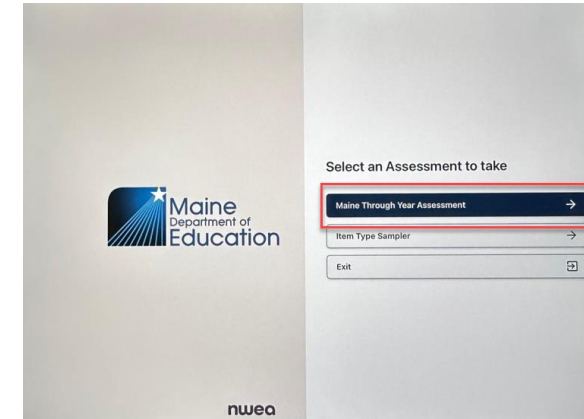 Maine
Department of
Education
nwea
Select an Assessment to take
Maine Through Year Assessment
Item Type Sampler
Exit